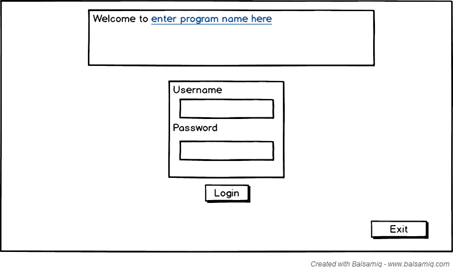 Welcome to enter program name here
Username
Password
Login
Exit
Created with Balsamiq - www.balsamiq.com